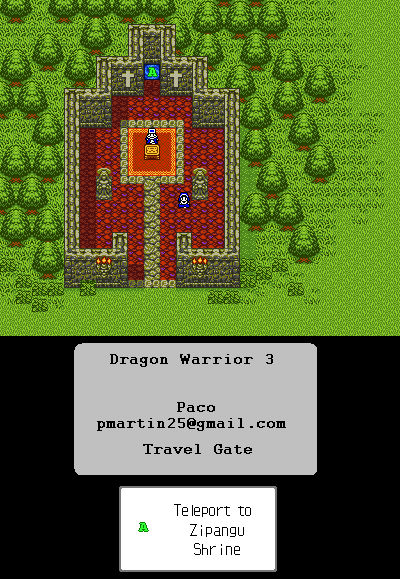 A
Dragon Warrior 3
Paco
pmartin25@gmail.com
Travel Gate
A
Teleport to
Zipangu
Shrine